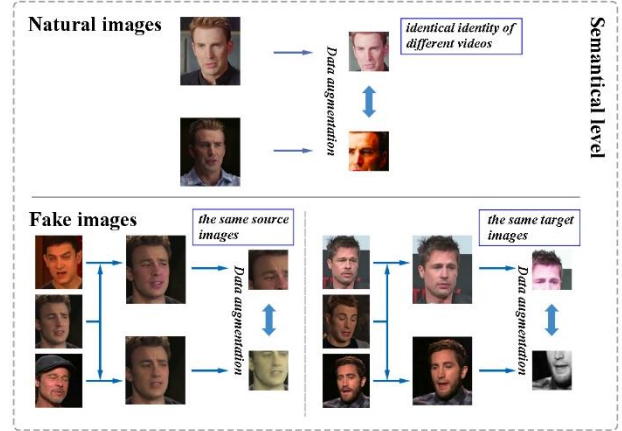 Natural images
identical identity of
different videos
Data augmentation
Semantical level
Fake images
the same source
images
Data augmentation
the same target
images
Data augmentation